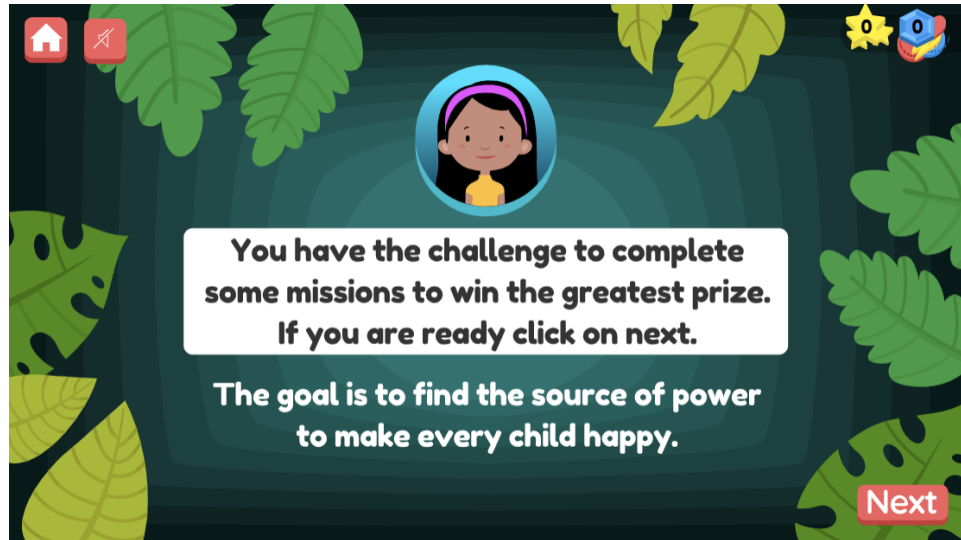 0 0
You have the challenge to complete
some missions to win the greatest prize.
If you are ready click on next.
The goal is to find the source of power
to make every child happy.
Next